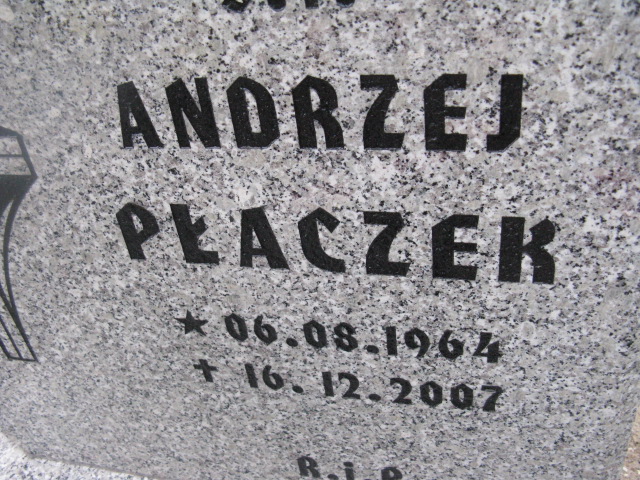 ANDRZEJ
PŁACZEK
★ 06.08.1964
+ 16.12.2007
R.i.P